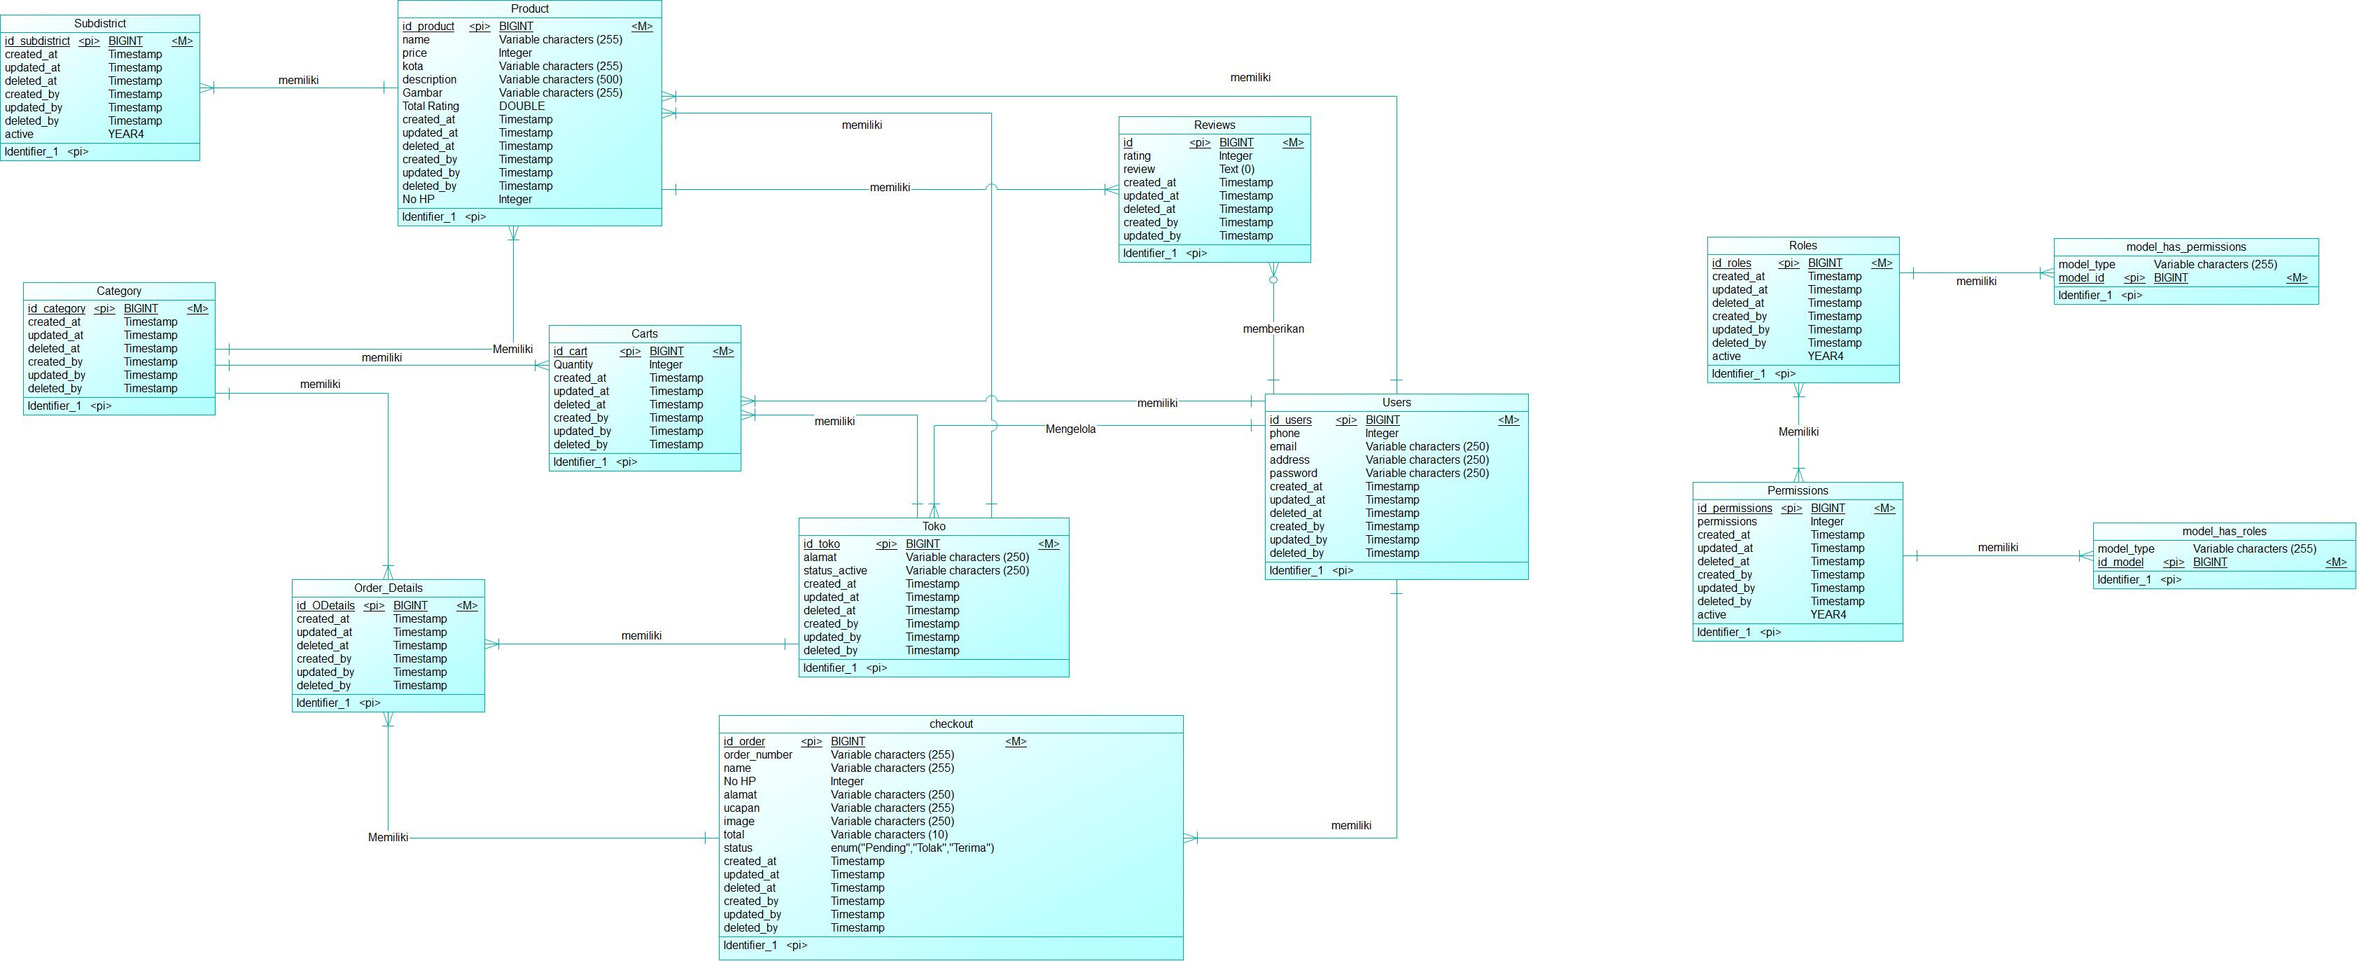 Subdistrict
id_subdistrict <pi> BIGINT <M>
created_at Timestamp
updated_at Timestamp
deleted_at Timestamp
created_by Timestamp
updated_by Timestamp
deleted_by Timestamp
active YEAR4
Identifier_1 <pi>
memiliki
Product
id_product <pi> BIGINT <M>
name Variable characters (255)
price Integer
kota Variable characters (255)
description Variable characters (500)
Gambar Variable characters (255)
Total Rating DOUBLE
created_at Timestamp
updated_at Timestamp
deleted_at Timestamp
created_by Timestamp
updated_by Timestamp
deleted_by Timestamp
No HP Integer
Identifier_1 <pi>
memiliki
memiliki
memiliki
Reviews
id <pi> BIGINT <M>
rating Integer
review Text (0)
created_at Timestamp
updated_at Timestamp
deleted_at Timestamp
created_by Timestamp
updated_by Timestamp
Identifier_1 <pi>
memberikan
Category
id_category <pi> BIGINT <M>
created_at Timestamp
updated_at Timestamp
deleted_at Timestamp
created_by Timestamp
updated_by Timestamp
deleted_by Timestamp
Identifier_1 <pi>
Memiliki
memiliki
memiliki
Carts
id_cart <pi> BIGINT <M>
Quantity Integer
created_at Timestamp
updated_at Timestamp
deleted_at Timestamp
created_by Timestamp
updated_by Timestamp
deleted_by Timestamp
Identifier_1 <pi>
memiliki
memiliki
Mengelola
Users
id_users <pi> BIGINT <M>
phone Integer
email Variable characters (250)
address Variable characters (250)
password Variable characters (250)
created_at Timestamp
updated_at Timestamp
deleted_at Timestamp
created_by Timestamp
updated_by Timestamp
deleted_by Timestamp
Identifier_1 <pi>
Toko
id_toko <pi> BIGINT <M>
alamat Variable characters (250)
status_active Variable characters (250)
created_at Timestamp
updated_at Timestamp
deleted_at Timestamp
created_by Timestamp
updated_by Timestamp
deleted_by Timestamp
Identifier_1 <pi>
Order_Details
id_ODetails <pi> BIGINT <M>
created_at Timestamp
updated_at Timestamp
deleted_at Timestamp
created_by Timestamp
updated_by Timestamp
deleted_by Timestamp
Identifier_1 <pi>
memiliki
Memiliki
checkout
id_order <pi> BIGINT <M>
order_number Variable characters (255)
name Variable characters (255)
No HP Integer
alamat Variable characters (250)
ucapan Variable characters (255)
image Variable characters (250)
total Variable characters (10)
status enum("Pending","Tolak","Terima")
created_at Timestamp
updated_at Timestamp
deleted_at Timestamp
created_by Timestamp
updated_by Timestamp
deleted_by Timestamp
Identifier_1 <pi>
memiliki
Roles
id_roles <pi> BIGINT <M>
created_at Timestamp
updated_at Timestamp
deleted_at Timestamp
created_by Timestamp
updated_by Timestamp
deleted_by Timestamp
active YEAR4
Identifier_1 <pi>
memiliki
model_has_permissions
model_type Variable characters (255)
model_id <pi> BIGINT <M>
Identifier_1 <pi>
Memiliki
Permissions
id_permissions <pi> BIGINT <M>
permissions Integer
created_at Timestamp
updated_at Timestamp
deleted_at Timestamp
created_by Timestamp
updated_by Timestamp
deleted_by Timestamp
active YEAR4
Identifier_1 <pi>
memiliki
model_has_roles
model_type Variable characters (255)
id_model <pi> BIGINT <M>
Identifier_1 <pi>